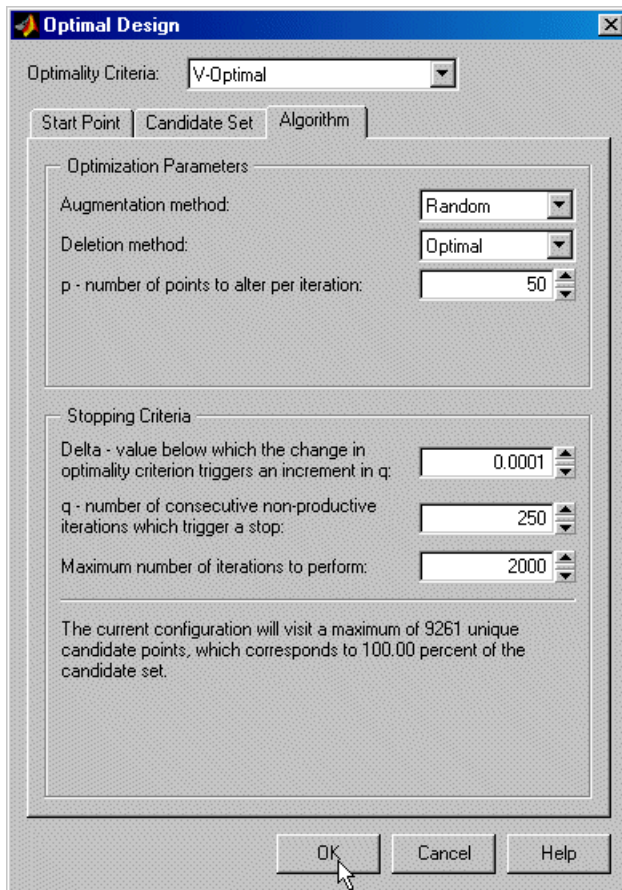 Optimal Design
Optimality Criteria: V-Optimal
Start Point Candidate Set Algorithm
Optimization Parameters
Augmentation method: Random
Deletion method: Optimal
p - number of points to alter per iteration: 50
Stopping Criteria
Delta - value below which the change in
optimality criterion triggers an increment in q: 0.0001
q - number of consecutive non-productive
iterations which trigger a stop: 250
Maximum number of iterations to perform: 2000
The current configuration will visit a maximum of 9261 unique
candidate points, which corresponds to 100.00 percent of the
candidate set.
OK Cancel Help